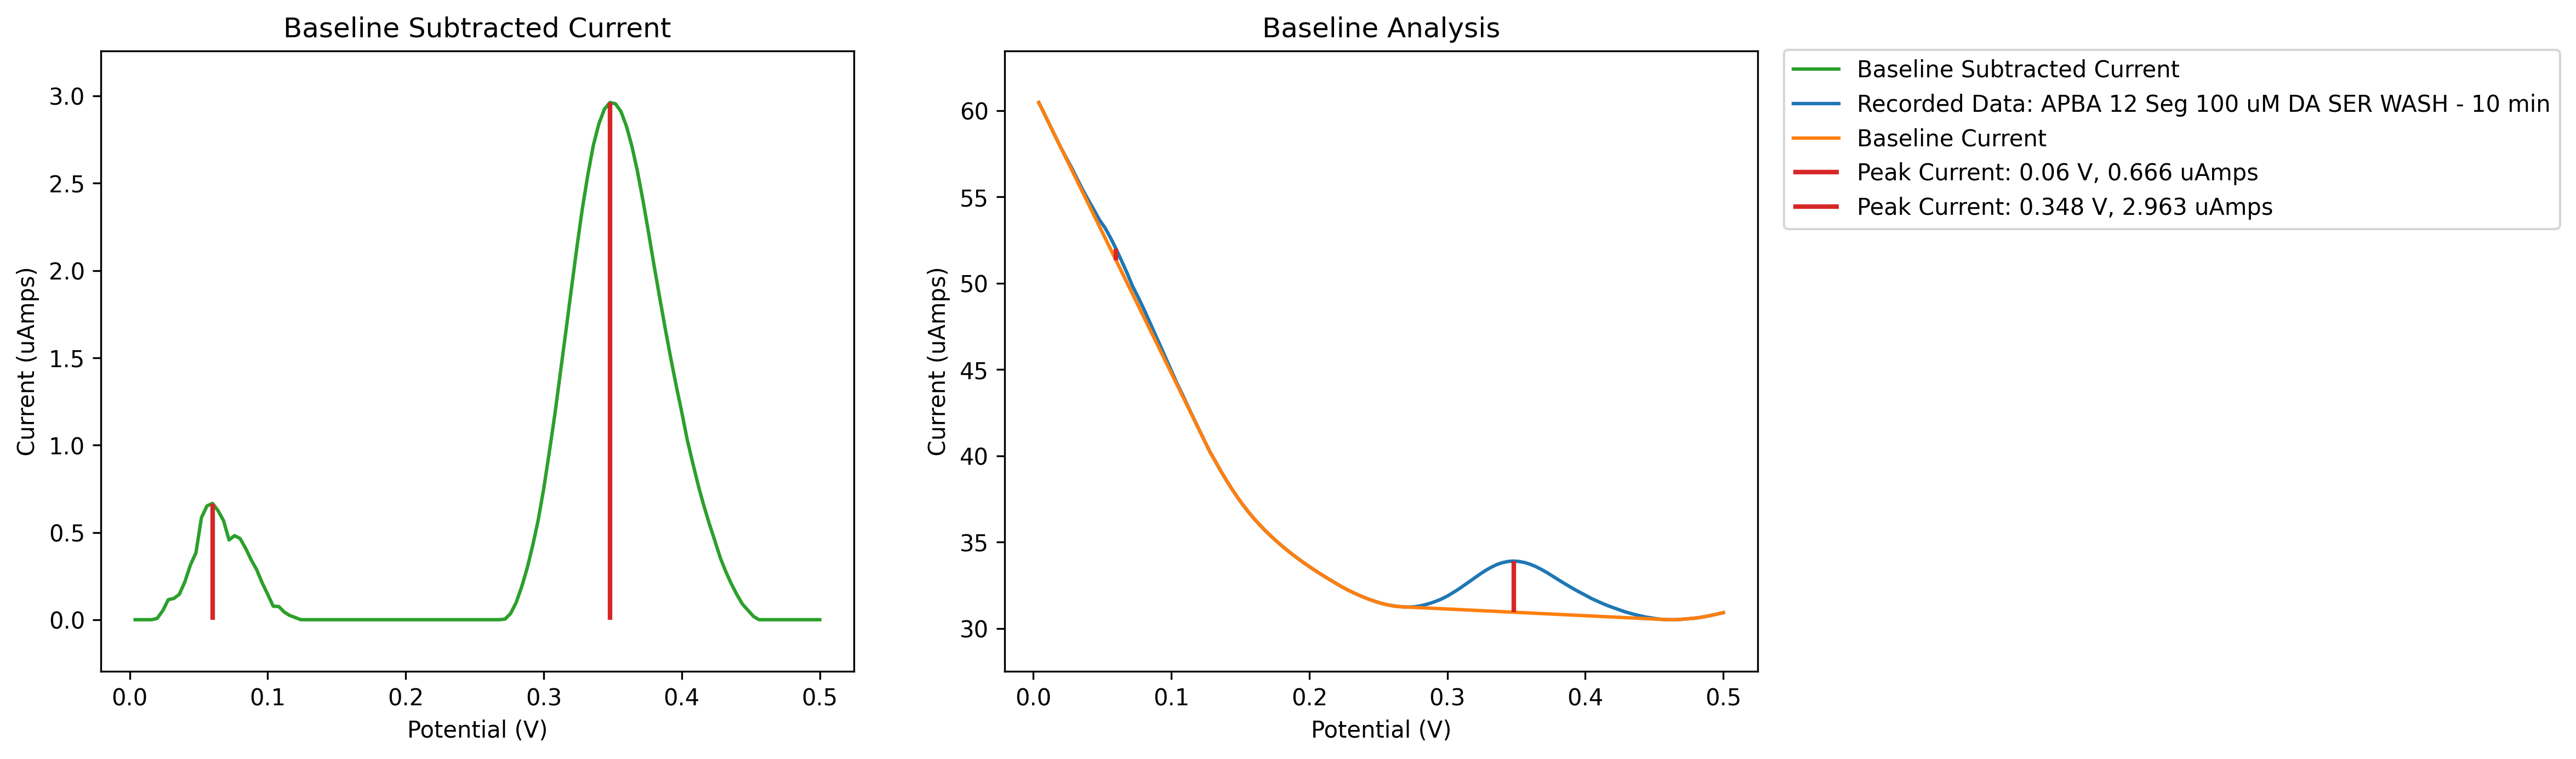 Baseline Subtracted Current
Current (uAmps)
3.0
2.5
2.0
1.5
1.0
0.5
0.0
0.0 0.1 0.2 0.3 0.4 0.5
Potential (V)
Baseline Analysis
Current (uAmps)
60
55
50
45
40
35
30
0.0 0.1 0.2 0.3 0.4 0.5
Potential (V)
Baseline Subtracted Current
Recorded Data: APBA 12 Seg 100 uM DA SER WASH - 10 min
Baseline Current
Peak Current: 0.06 V, 0.666 uAmps
Peak Current: 0.348 V, 2.963 uAmps